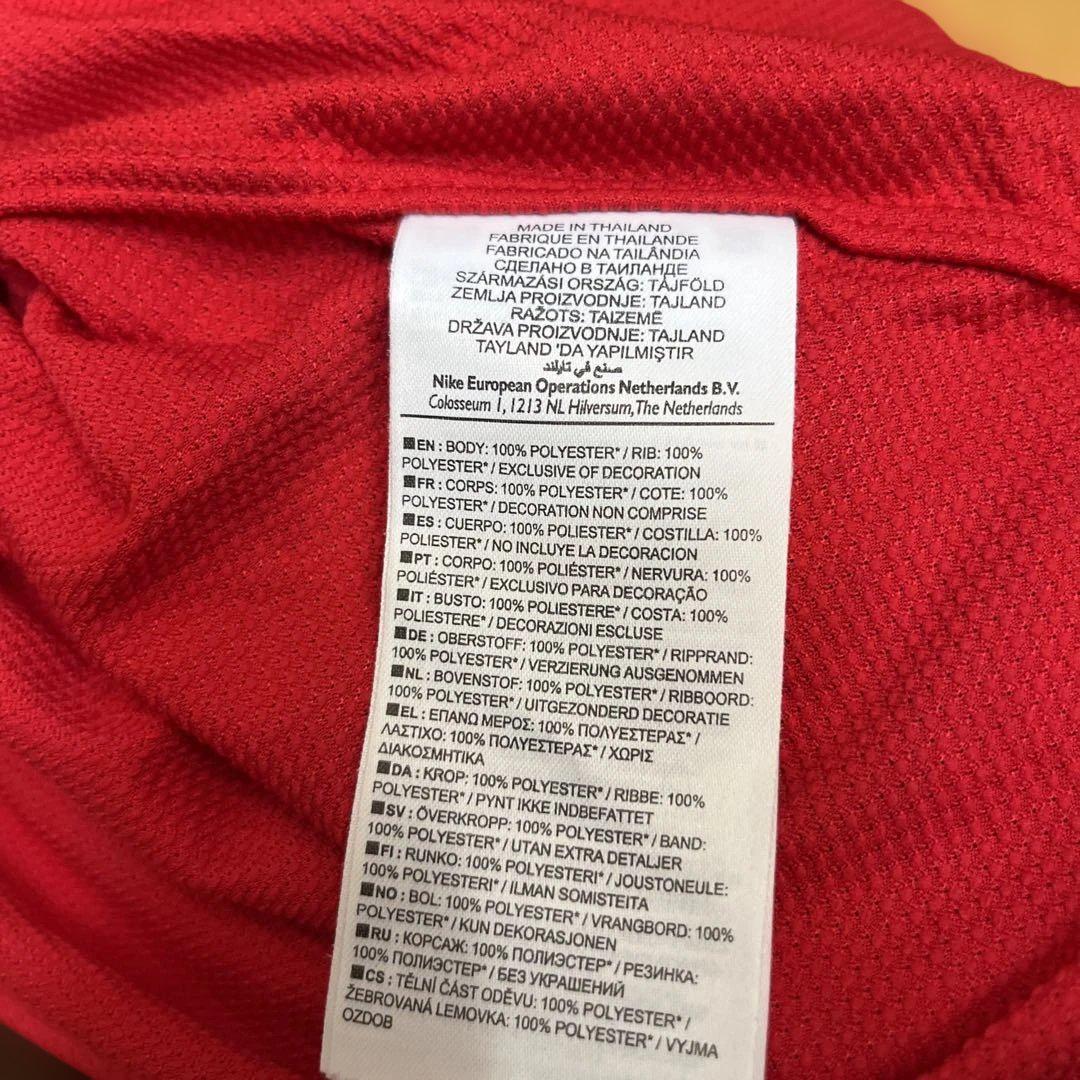 MADE IN THAILAND
FABRIQUE EN THAILANDE
FABRICADO NA TAILÂNDIA
СДЕЛАНО В ТАИЛАНДЕ
SZÁRMAZÁSI ORSZÁG: TÁJFÖLD
ZEMLJA PROIZVODNJE: TAJLAND
RAŽOTS: TAIZEMĒ
DRŽAVA PROIZVODNJE: TAJLAND
TAYLAND 'DA YAPILMIŞTIR
صنع في تايلند
Nike European Operations Netherlands B.V.
Colosseum 1, 1213 NL Hilversum, The Netherlands
EN : BODY: 100% POLYESTER* / RIB: 100%
POLYESTER* / EXCLUSIVE OF DECORATION
FR : CORPS: 100% POLYESTER* / COTE: 100%
POLYESTER* / DECORATION NON COMPRISE
ES : CUERPO: 100% POLIESTER* / COSTILLA: 100%
POLIESTER* / NO INCLUYE LA DECORACION
PT : CORPO: 100% POLIÉSTER* / NERVURA: 100%
POLIÉSTER* / EXCLUSIVO PARA DECORAÇÃO
IT : BUSTO: 100% POLIESTERE* / COSTA: 100%
POLIESTERE* / DECORAZIONI ESCLUSE
DE : OBERSTOFF: 100% POLYESTER* / RIPPRAND:
100% POLYESTER* / VERZIERUNG AUSGENOMMEN
NL : BOVENSTOF: 100% POLYESTER* / RIBBOORD:
100% POLYESTER* / UITGEZONDERD DECORATIE
EL : ΕΠΑΝΩ ΜΕΡΟΣ: 100% ΠΟΛΥΕΣΤΕΡΑΣ* /
ΛΑΣΤΙΧΟ: 100% ΠΟΛΥΕΣΤΕΡΑΣ* / ΧΩΡΙΣ
ΔΙΑΚΟΣΜΗΤΙΚΑ
DA : KROP: 100% POLYESTER* / RIBBE: 100%
POLYESTER* / PYNT IKKE INDBEFATTET
SV : ÖVERKROPP: 100% POLYESTER* / BAND:
100% POLYESTER* / UTAN EXTRA DETALJER
FI : RUNKO: 100% POLYESTERI* / JOUSTONEULE:
100% POLYESTERI* / ILMAN SOMISTEITA
NO : BOL: 100% POLYESTER* / VRANGBORD: 100%
POLYESTER* / KUN DEKORASJONEN
RU : КОРСАЖ: 100% ПОЛИЭСТЕР* / РЕЗИНКА:
100% ПОЛИЭСТЕР* / БЕЗ УКРАШЕНИЙ
CS : TĚLNÍ ČÁST ODĚVU: 100% POLYESTER* /
ŽEBROVANÁ LEMOVKA: 100% POLYESTER* / VYJMA
OZDOB